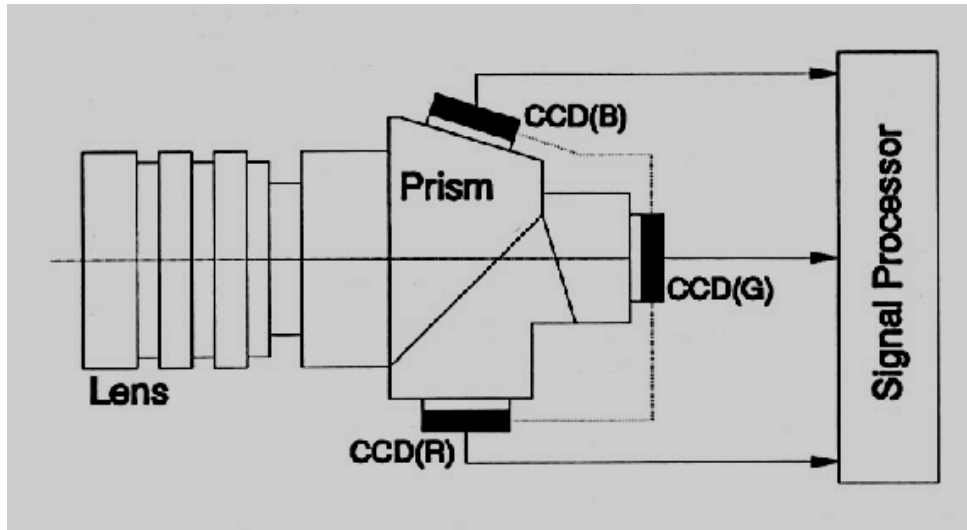 CCD(B)
Prism
CCD(G)
Lens
CCD(R)
Signal Processor